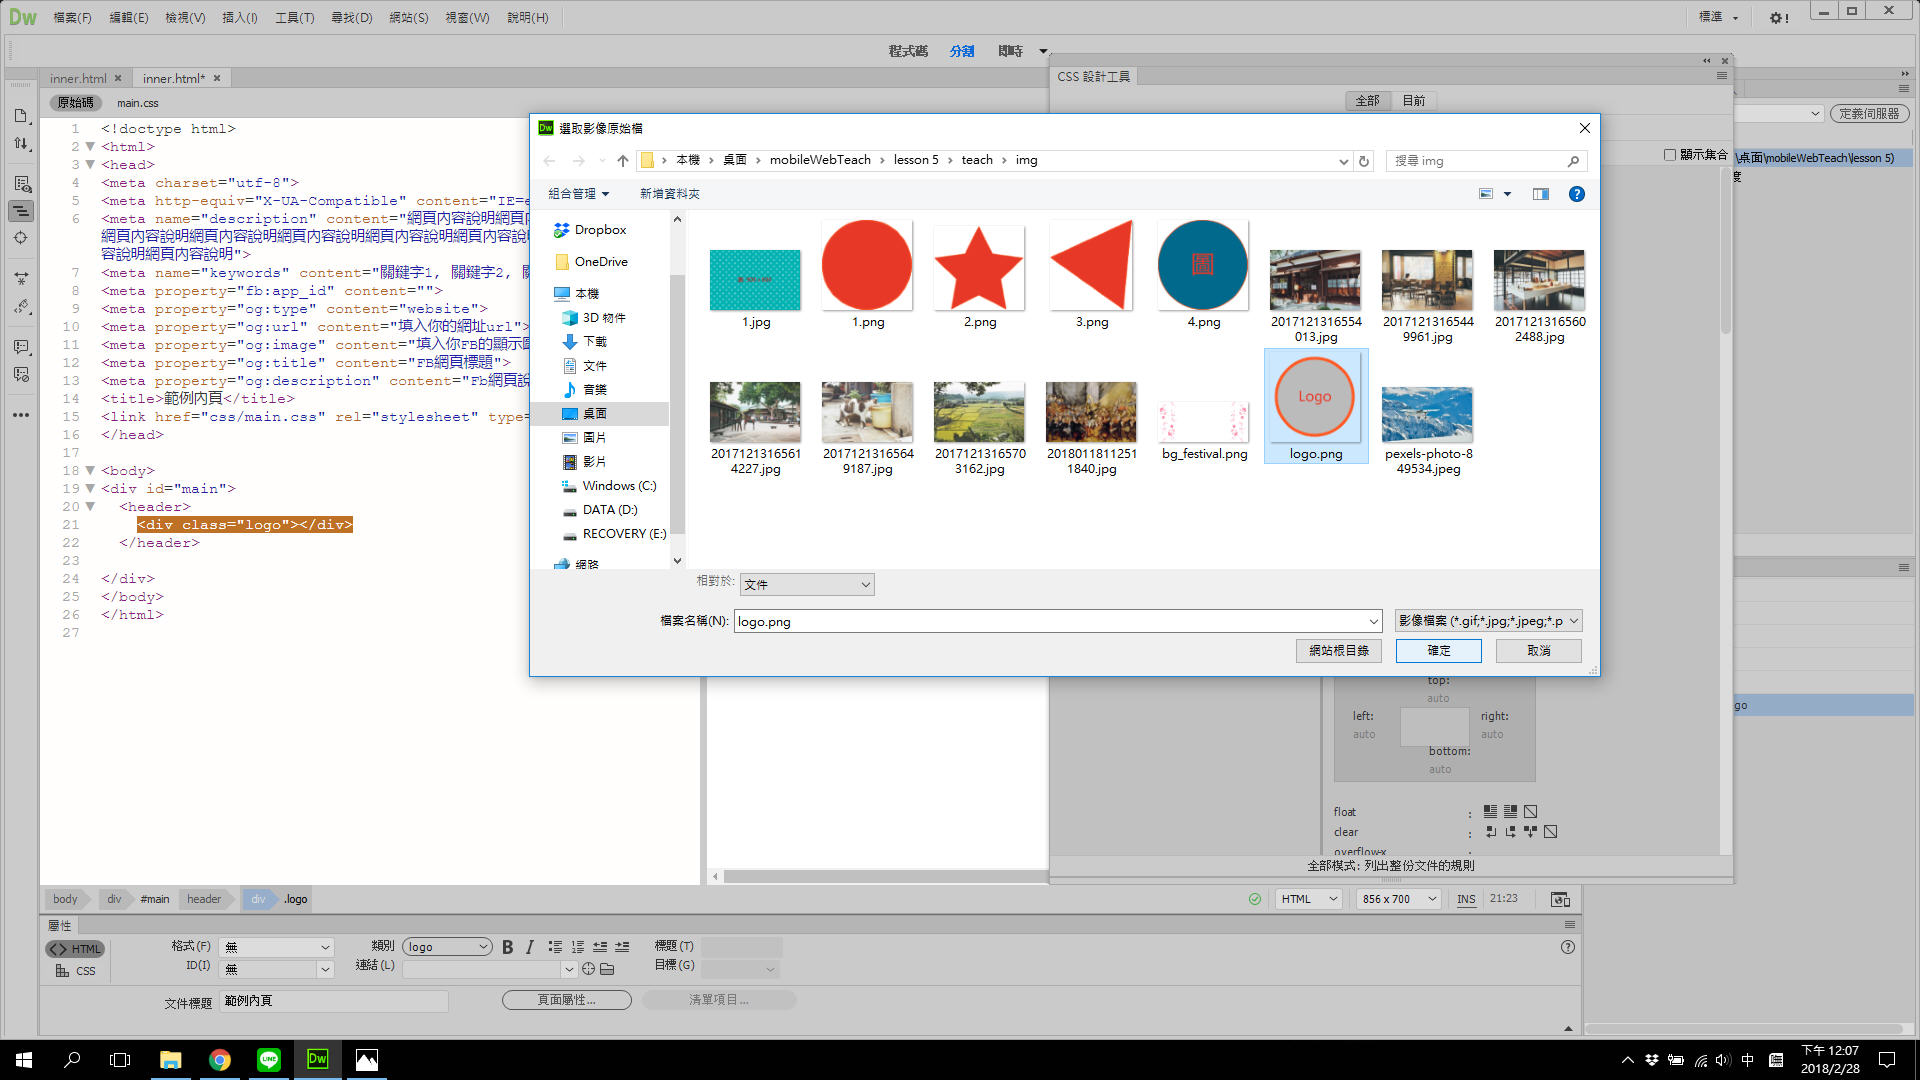 Dw 檔案(F) 編輯(E) 檢視(V) 插入(I) 工具(T) 尋找(D) 網站(S) 視窗(W) 說明(H) 標準
程式碼 分割 即時
inner.html inner.html*
CSS 設計工具
原始碼 main.css
全部 目前
定義伺服器
顯示集合
\桌面\mobileWebTeach\lesson 5)
度
1 <!doctype html>
2 <html>
3 <head>
4 <meta charset="utf-8">
5 <meta http-equiv="X-UA-Compatible" content="IE=e
6 <meta name="description" content="網頁內容說明網頁內
網頁內容說明網頁內容說明網頁內容說明網頁內容說明網頁內容說
容說明網頁內容說明">
7 <meta name="keywords" content="關鍵字1, 關鍵字2, 關
8 <meta property="fb:app_id" content="">
9 <meta property="og:type" content="website">
10 <meta property="og:url" content="填入你的網址url">
11 <meta property="og:image" content="填入你FB的顯示圖
12 <meta property="og:title" content="FB網頁標題">
13 <meta property="og:description" content="Fb網頁說
14 <title>範例內頁</title>
15 <link href="css/main.css" rel="stylesheet" type=
16 </head>
17
18 <body>
19 <div id="main">
20 <header>
21 <div class="logo"></div>
22 </header>
23
24 </div>
25 </body>
26 </html>
27
Dw 選取影像原始檔
本機 桌面 mobileWebTeach lesson 5 teach img
搜尋 img
組合管理 新增資料夾
Dropbox
OneDrive
本機
3D 物件
下載
文件
音樂
桌面
圖片
影片
Windows (C:)
DATA (D:)
RECOVERY (E:)
網路
圖
1.jpg 1.png 2.png 3.png 4.png 2017121316554013.jpg 2017121316544 9961.jpg 2017121316560 2488.jpg
Logo
2017121316561 4227.jpg 2017121316564 9187.jpg 2017121316570 3162.jpg 2018011811251 1840.jpg bg_festival.png logo.png pexels-photo-8 49534.jpeg
相對於: 文件
檔案名稱(N): logo.png 影像檔案 (*.gif;*.jpg;*.jpeg;*.p
網站根目錄 確定 取消
top:
auto
left: right:
auto auto
bottom:
auto
go
float :
clear :
overflow-x :
全部模式: 列出整份文件的規則
body div #main header div .logo
HTML 856 x 700 INS 21:23
屬性
HTML 格式(F) 無 類別 logo B I 標題(T)
CSS ID(I) 無 連結(L) 目標(G)
文件標題 範例內頁 頁面屬性... 清單項目...
Dw
中
下午 12:07
2018/2/28